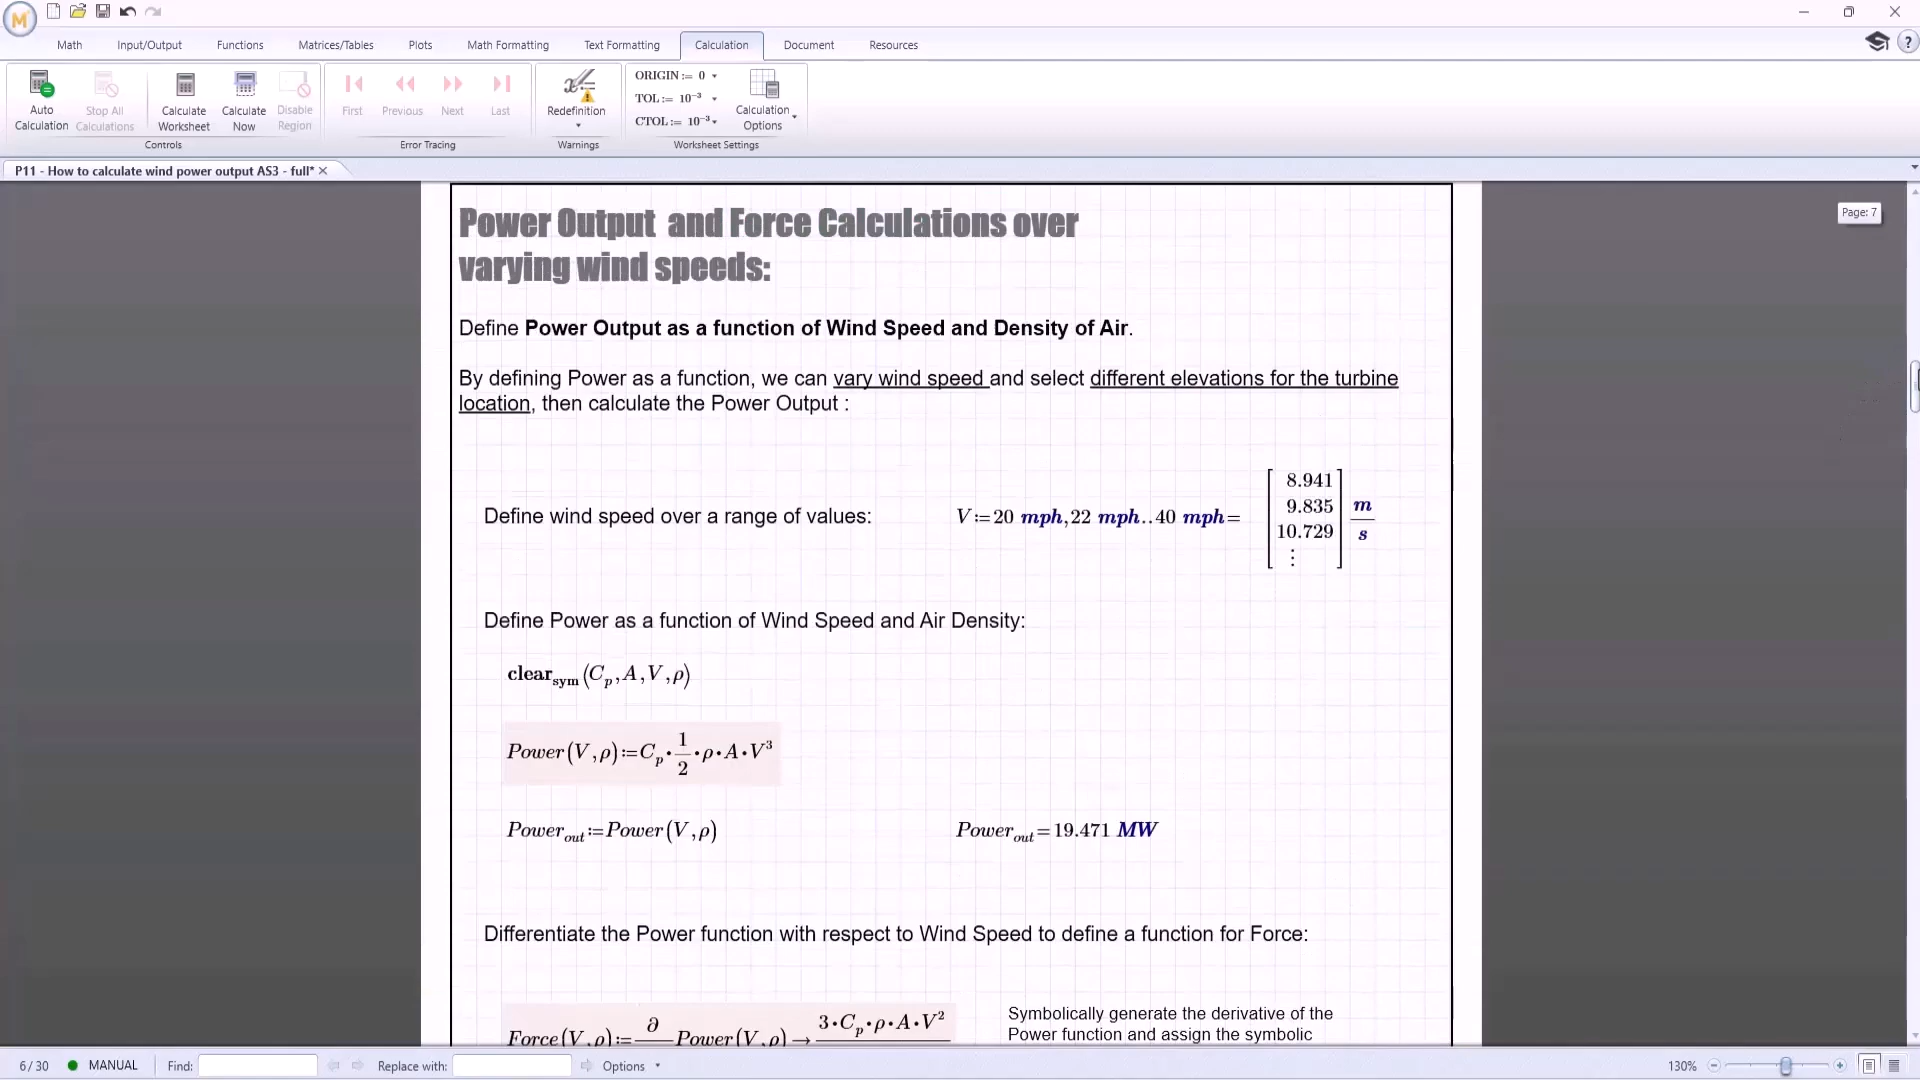 M
Math Input/Output Functions Matrices/Tables Plots Math Formatting Text Formatting Calculation Document Resources
?
Auto Calculation
Stop All Calculations
Calculate Worksheet
Calculate Now
Disable Region
Controls
First Previous Next Last
Error Tracing
Redefinition
Warnings
ORIGIN:= 0
TOL:= 10⁻³
CTOL:= 10⁻³
Calculation Options
Worksheet Settings
P11 - How to calculate wind power output AS3 - full*
Page: 7
Power Output and Force Calculations over
varying wind speeds:
Define Power Output as a function of Wind Speed and Density of Air.
By defining Power as a function, we can vary wind speed and select different elevations for the turbine
location, then calculate the Power Output :
Define wind speed over a range of values: V:=20 mph,22 mph..40 mph= [8.941 9.835 10.729 ⋮] m/s
Define Power as a function of Wind Speed and Air Density:
clear_sym(C_p,A,V,ρ)
Power(V,ρ):=C_p•1/2•ρ•A•V³
Power_out:=Power(V,ρ) Power_out=19.471 MW
Differentiate the Power function with respect to Wind Speed to define a function for Force:
Force(V,ρ):=∂ Power(V,ρ)→3•C_p•ρ•A•V²
Symbolically generate the derivative of the
Power function and assign the symbolic
6/30 MANUAL Find: Replace with: Options 130%